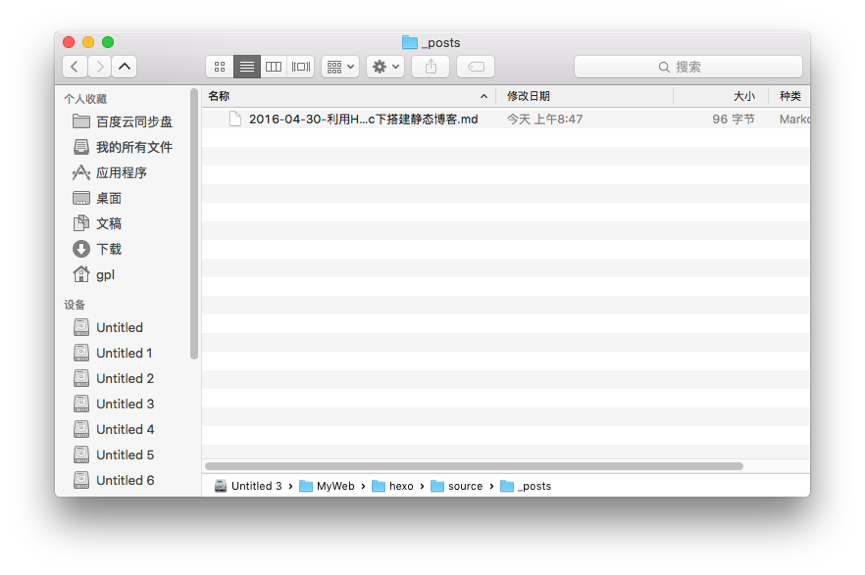 _posts
搜索
个人收藏
百度云同步盘
我的所有文件
应用程序
桌面
文稿
下载
gpl
设备
Untitled
Untitled 1
Untitled 2
Untitled 3
Untitled 4
Untitled 5
Untitled 6
名称 修改日期 大小 种类
2016-04-30-利用H...c下搭建静态博客.md 今天 上午8:47 96 字节 Markd
Untitled 3 › MyWeb › hexo › source › _posts